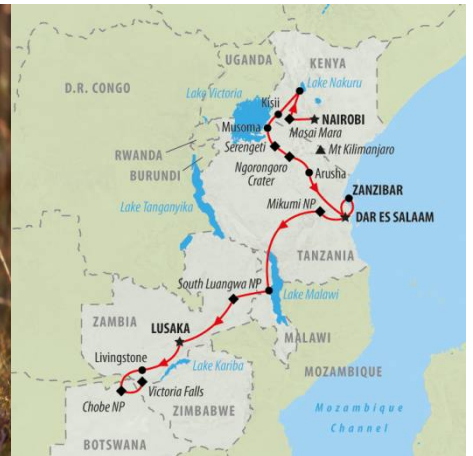 UGANDA
KENYA
D.R. CONGO
Lake Victoria
Lake Nakuru
Kisii
NAIROBI
Musoma
Masai Mara
Serengeti
Mt Kilimanjaro
RWANDA
Ngorongoro
Crater
BURUNDI
Arusha
ZANZIBAR
Lake Tanganyika
Mikumi NP
DAR ES SALAAM
TANZANIA
South Luangwa NP
Lake Malawi
ZAMBIA
LUSAKA
MALAWI
Livingstone
Lake Kariba
MOZAMBIQUE
Chobe NP
Victoria Falls
ZIMBABWE
Mozambique
Channel
BOTSWANA